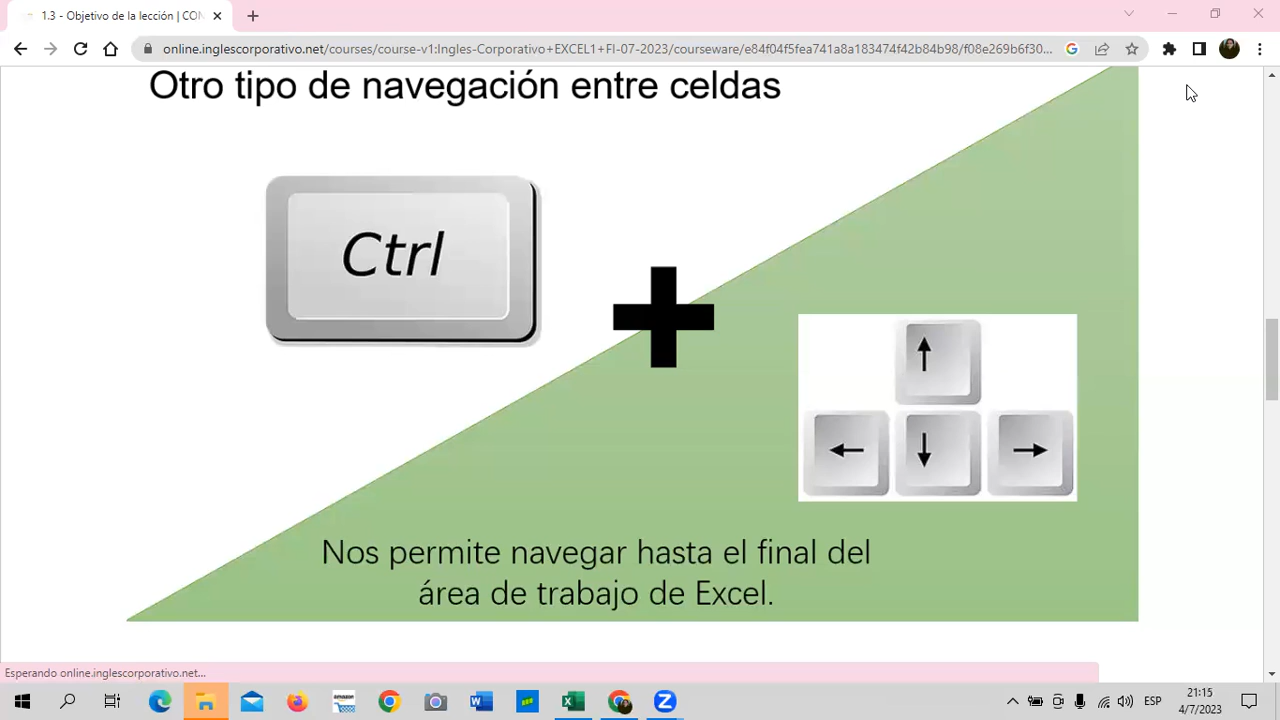 1.3 - Objetivo de la lección | CON
online.inglescorporativo.net/courses/course-v1:Ingles-Corporativo+EXCEL1+FI-07-2023/courseware/e84f04f5fea741a8a183474f42b84b90/f08e269b6f30...
Otro tipo de navegación entre celdas
Ctrl
Nos permite navegar hasta el final del
área de trabajo de Excel.
Esperando online.inglescorporativo.net...
ESP
21:15
4/7/2023